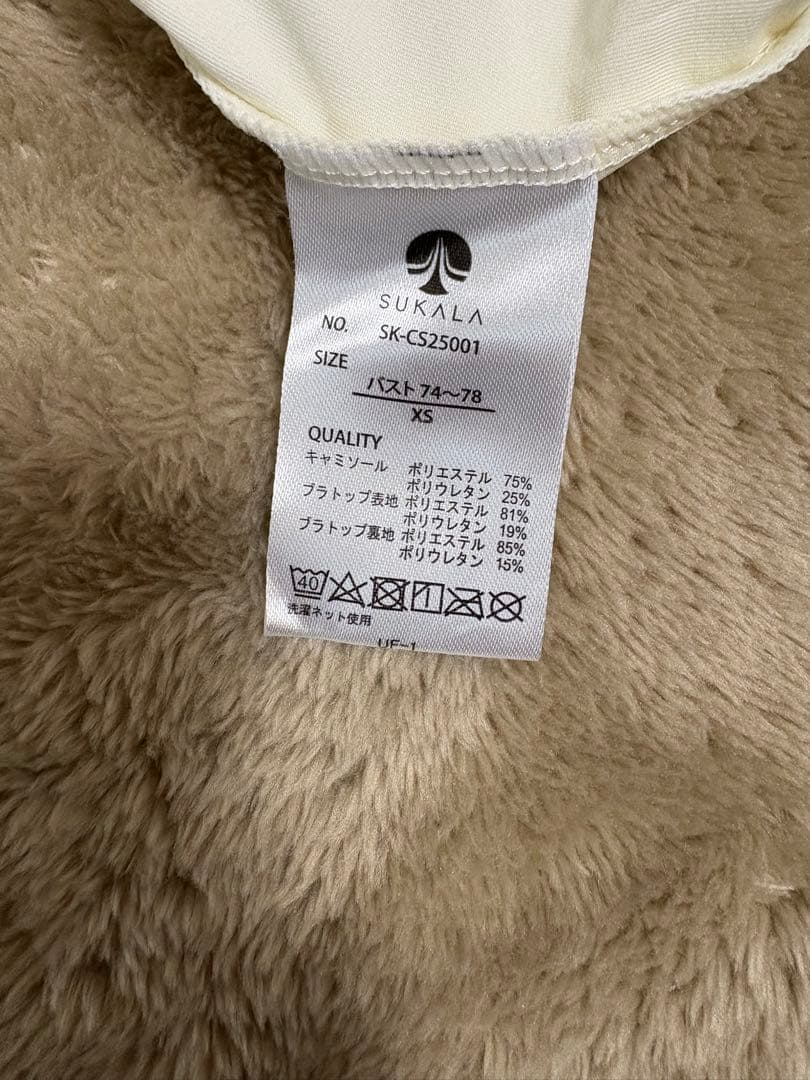 SUKALA
NO. SK-CS25001
SIZE
バスト 74〜78
XS
QUALITY
キャミソール ポリエステル 75%
ポリウレタン 25%
ブラトップ表地 ポリエステル 81%
ポリウレタン 19%
ブラトップ裏地 ポリエステル 85%
ポリウレタン 15%
40
洗濯ネット使用